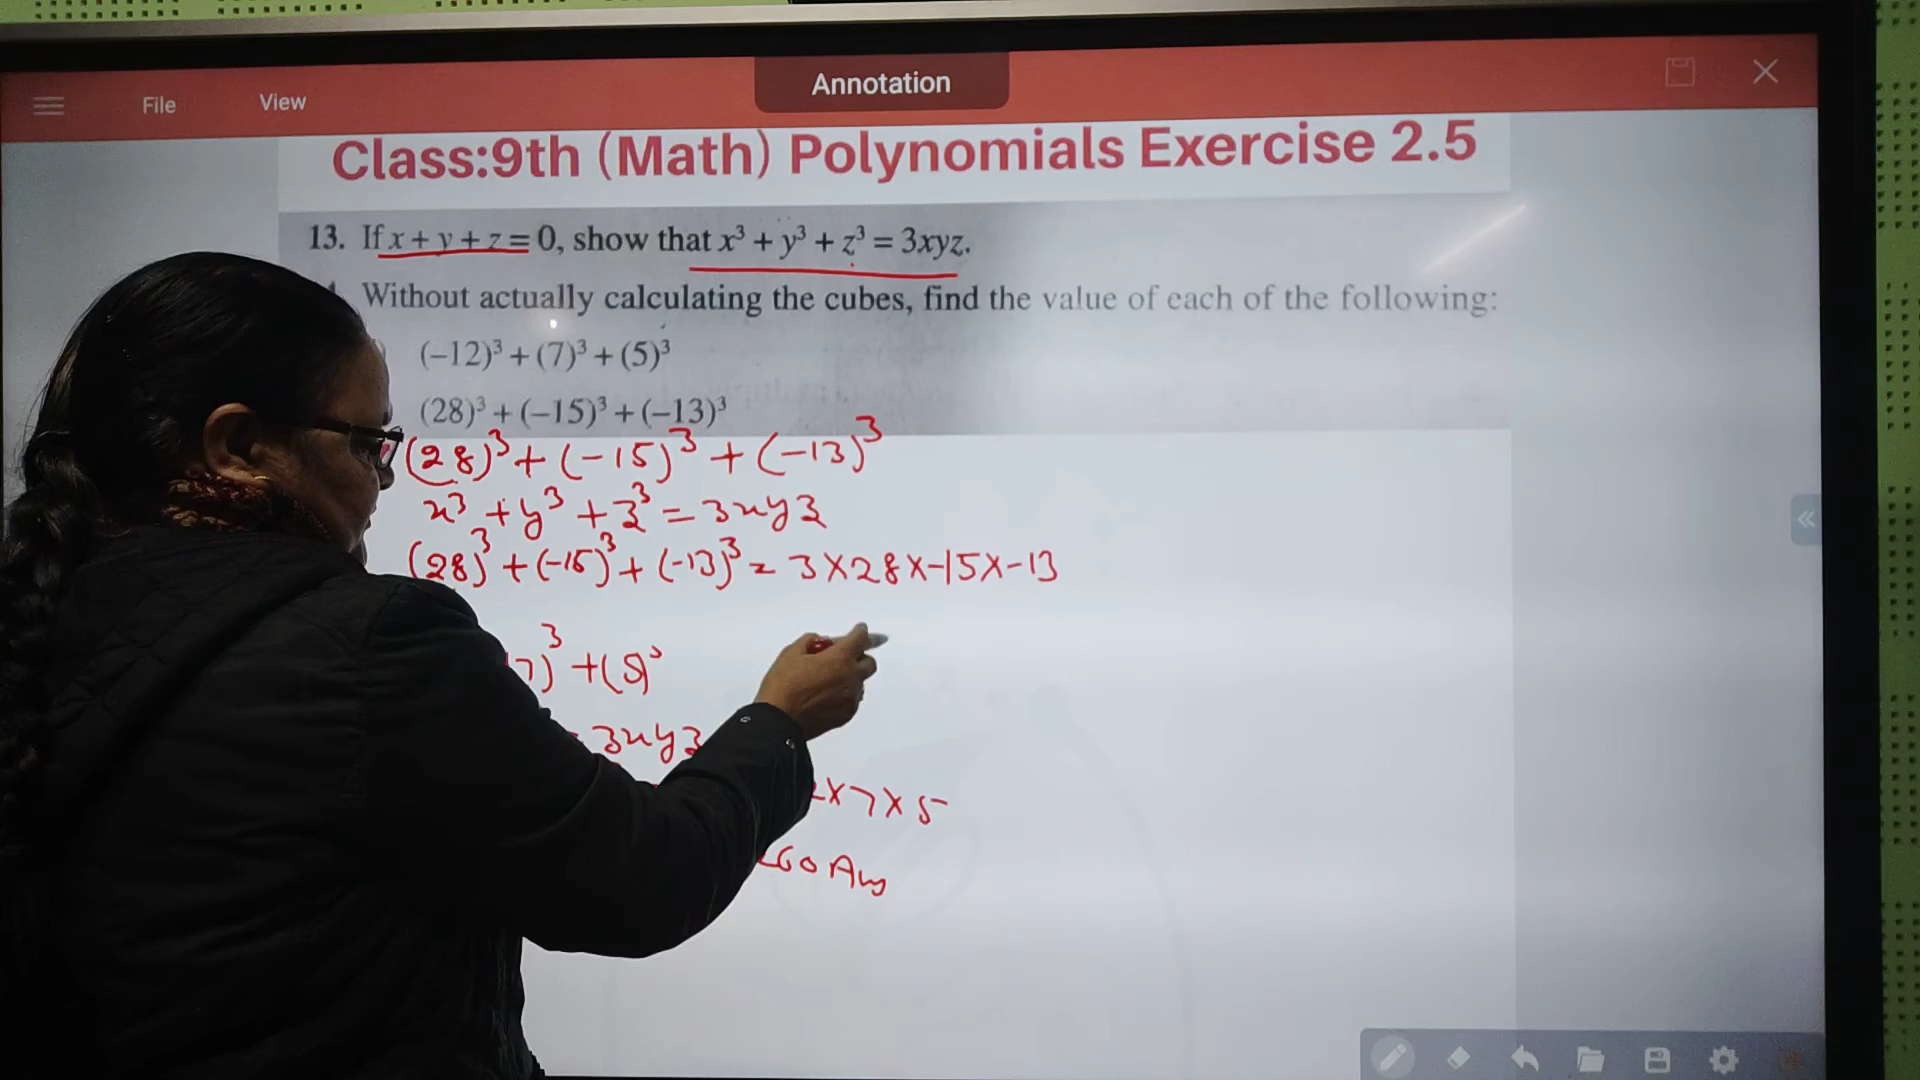 Annotation
File View
Class:9th (Math) Polynomials Exercise 2.5
13. If x + y + z = 0, show that x³ + y³ + z³ = 3xyz.
Without actually calculating the cubes, find the value of each of the following:
(–12)³ + (7)³ + (5)³
(28)³ + (–15)³ + (–13)³
(28)³ + (-15)³ + (-13)³
x³ + y³ + z³ = 3xyz
(28)³ + (-15)³ + (-13)³ = 3×28×-15×-13
7)³ + (5)³
= 3xyz
×7×5
60 Ans